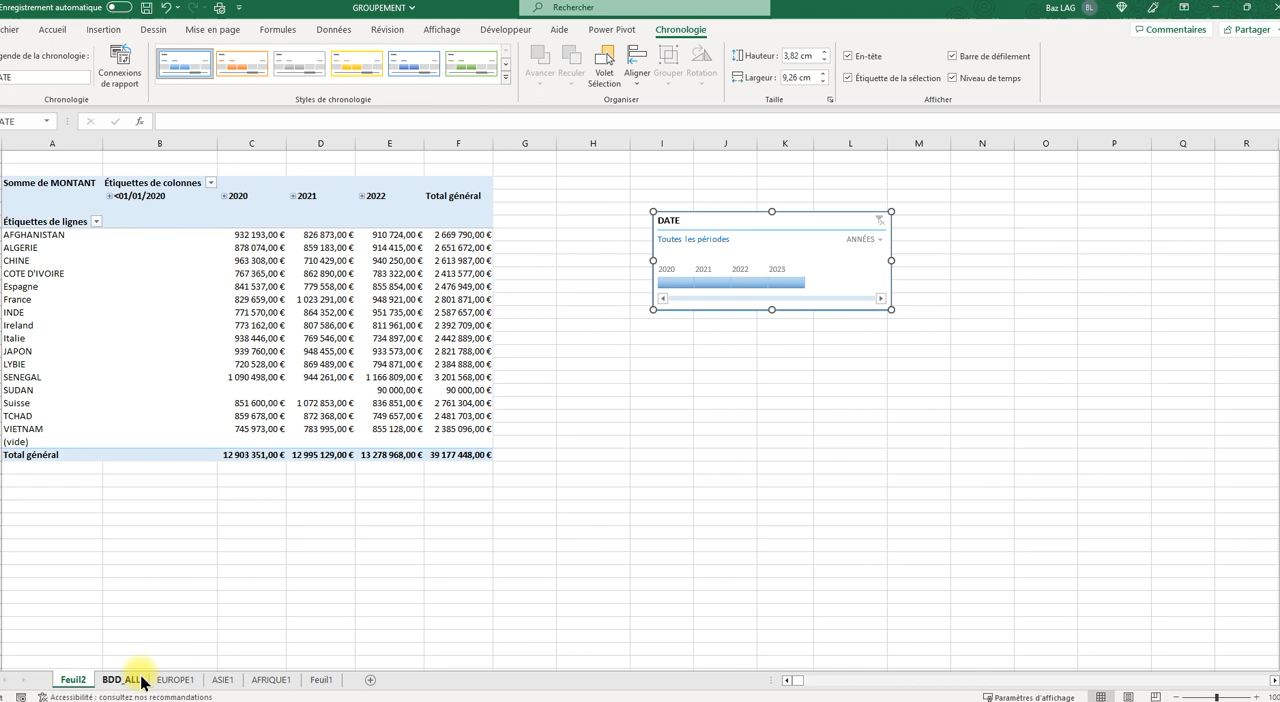 Enregistrement automatique GROUPEMENT Rechercher Baz LAG BL
Accueil Insertion Dessin Mise en page Formules Données Révision Affichage Aide Power Pivot Chronologie Commentaires Partager
Connexions de rapport
Chronologie
Styles de chronologie
Avancer Reculer Volet Sélection Aligner Grouper Rotation
Organiser
Hauteur : 3,82 cm
Largeur : 9,26 cm
Taille
En-tête Barre de défilement
Étiquette de la sélection Niveau de temps
Afficher
fx
A B C D E F G H I J K L M N O P Q R
Somme de MONTANT Étiquettes de colonnes
<01/01/2020 2020 2021 2022 Total général
Étiquettes de lignes
AFGHANISTAN 932 193,00 € 826 873,00 € 910 724,00 € 2 669 790,00 €
ALGERIE 878 074,00 € 859 183,00 € 914 415,00 € 2 651 672,00 €
CHINE 963 308,00 € 710 429,00 € 940 250,00 € 2 613 987,00 €
COTE D'IVOIRE 767 365,00 € 862 890,00 € 783 322,00 € 2 413 577,00 €
Espagne 841 537,00 € 779 558,00 € 855 854,00 € 2 476 949,00 €
France 829 659,00 € 1 023 291,00 € 948 921,00 € 2 801 871,00 €
INDE 771 570,00 € 864 352,00 € 951 735,00 € 2 587 657,00 €
Ireland 773 162,00 € 807 586,00 € 811 961,00 € 2 392 709,00 €
Italie 938 446,00 € 769 546,00 € 734 897,00 € 2 442 889,00 €
JAPON 939 760,00 € 948 455,00 € 933 573,00 € 2 821 788,00 €
LYBIE 720 528,00 € 869 489,00 € 794 871,00 € 2 384 888,00 €
SENEGAL 1 090 498,00 € 944 261,00 € 1 166 809,00 € 3 201 568,00 €
SUDAN 90 000,00 € 90 000,00 €
Suisse 851 600,00 € 1 072 853,00 € 836 851,00 € 2 761 304,00 €
TCHAD 859 678,00 € 872 368,00 € 749 657,00 € 2 481 703,00 €
VIETNAM 745 973,00 € 783 995,00 € 855 128,00 € 2 385 096,00 €
(vide)
Total général 12 903 351,00 € 12 995 129,00 € 13 278 968,00 € 39 177 448,00 €
DATE
Toutes les périodes ANNÉES
2020 2021 2022 2023
Feuil2 BDD_ALL EUROPE1 ASIE1 AFRIQUE1 Feuil1
Accessibilité : consultez nos recommandations Paramètres d'affichage